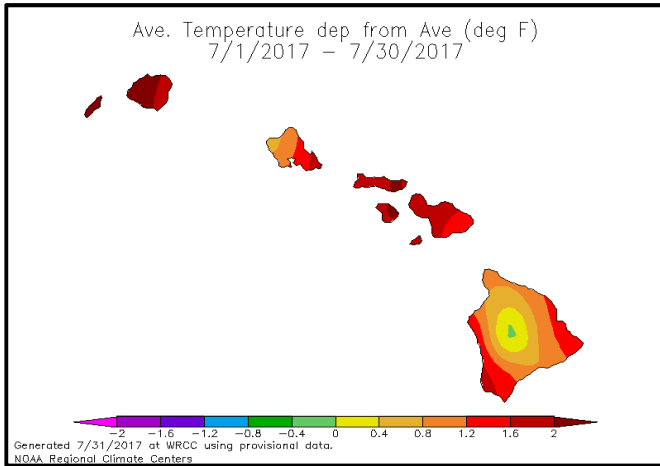 Ave. Temperature dep from Ave (deg F)
7/1/2017 – 7/30/2017
-2 -1.6 -1.2 -0.8 -0.4 0 0.4 0.8 1.2 1.6 2
Generated 7/31/2017 at WRCC using provisional data.
NOAA Regional Climate Centers